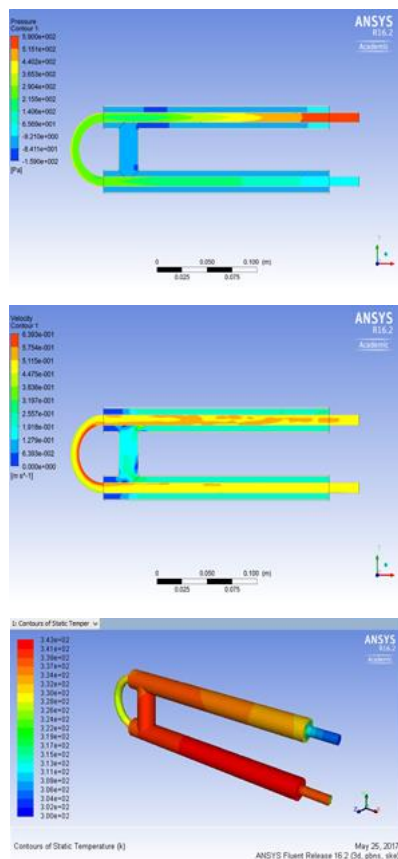 Pressure
Contour 1
5.900e+002
5.151e+002
4.402e+002
3.653e+002
2.904e+002
2.155e+002
1.406e+002
6.569e+001
-9.210e+000
-8.411e+001
-1.590e+002
[Pa]
ANSYS
R16.2
Academic
0
0.050
0.100 (m)
0.025
0.075
Velocity
Contour 1
6.393e-001
5.754e-001
5.115e-001
4.475e-001
3.836e-001
3.197e-001
2.557e-001
1.918e-001
1.279e-001
6.393e-002
0.000e+000
[m s^-1]
ANSYS
R16.2
Academic
0
0.050
0.100 (m)
0.025
0.075
1: Contours of Static Temper
3.43e+02
3.41e+02
3.39e+02
3.37e+02
3.34e+02
3.32e+02
3.30e+02
3.28e+02
3.26e+02
3.24e+02
3.22e+02
3.19e+02
3.17e+02
3.15e+02
3.13e+02
3.11e+02
3.09e+02
3.06e+02
3.04e+02
3.02e+02
3.00e+02
ANSYS
R16.2
Academic
Contours of Static Temperature (k)
May 25, 2017
ANSYS Fluent Release 16.2 (3d, pbns, ske)